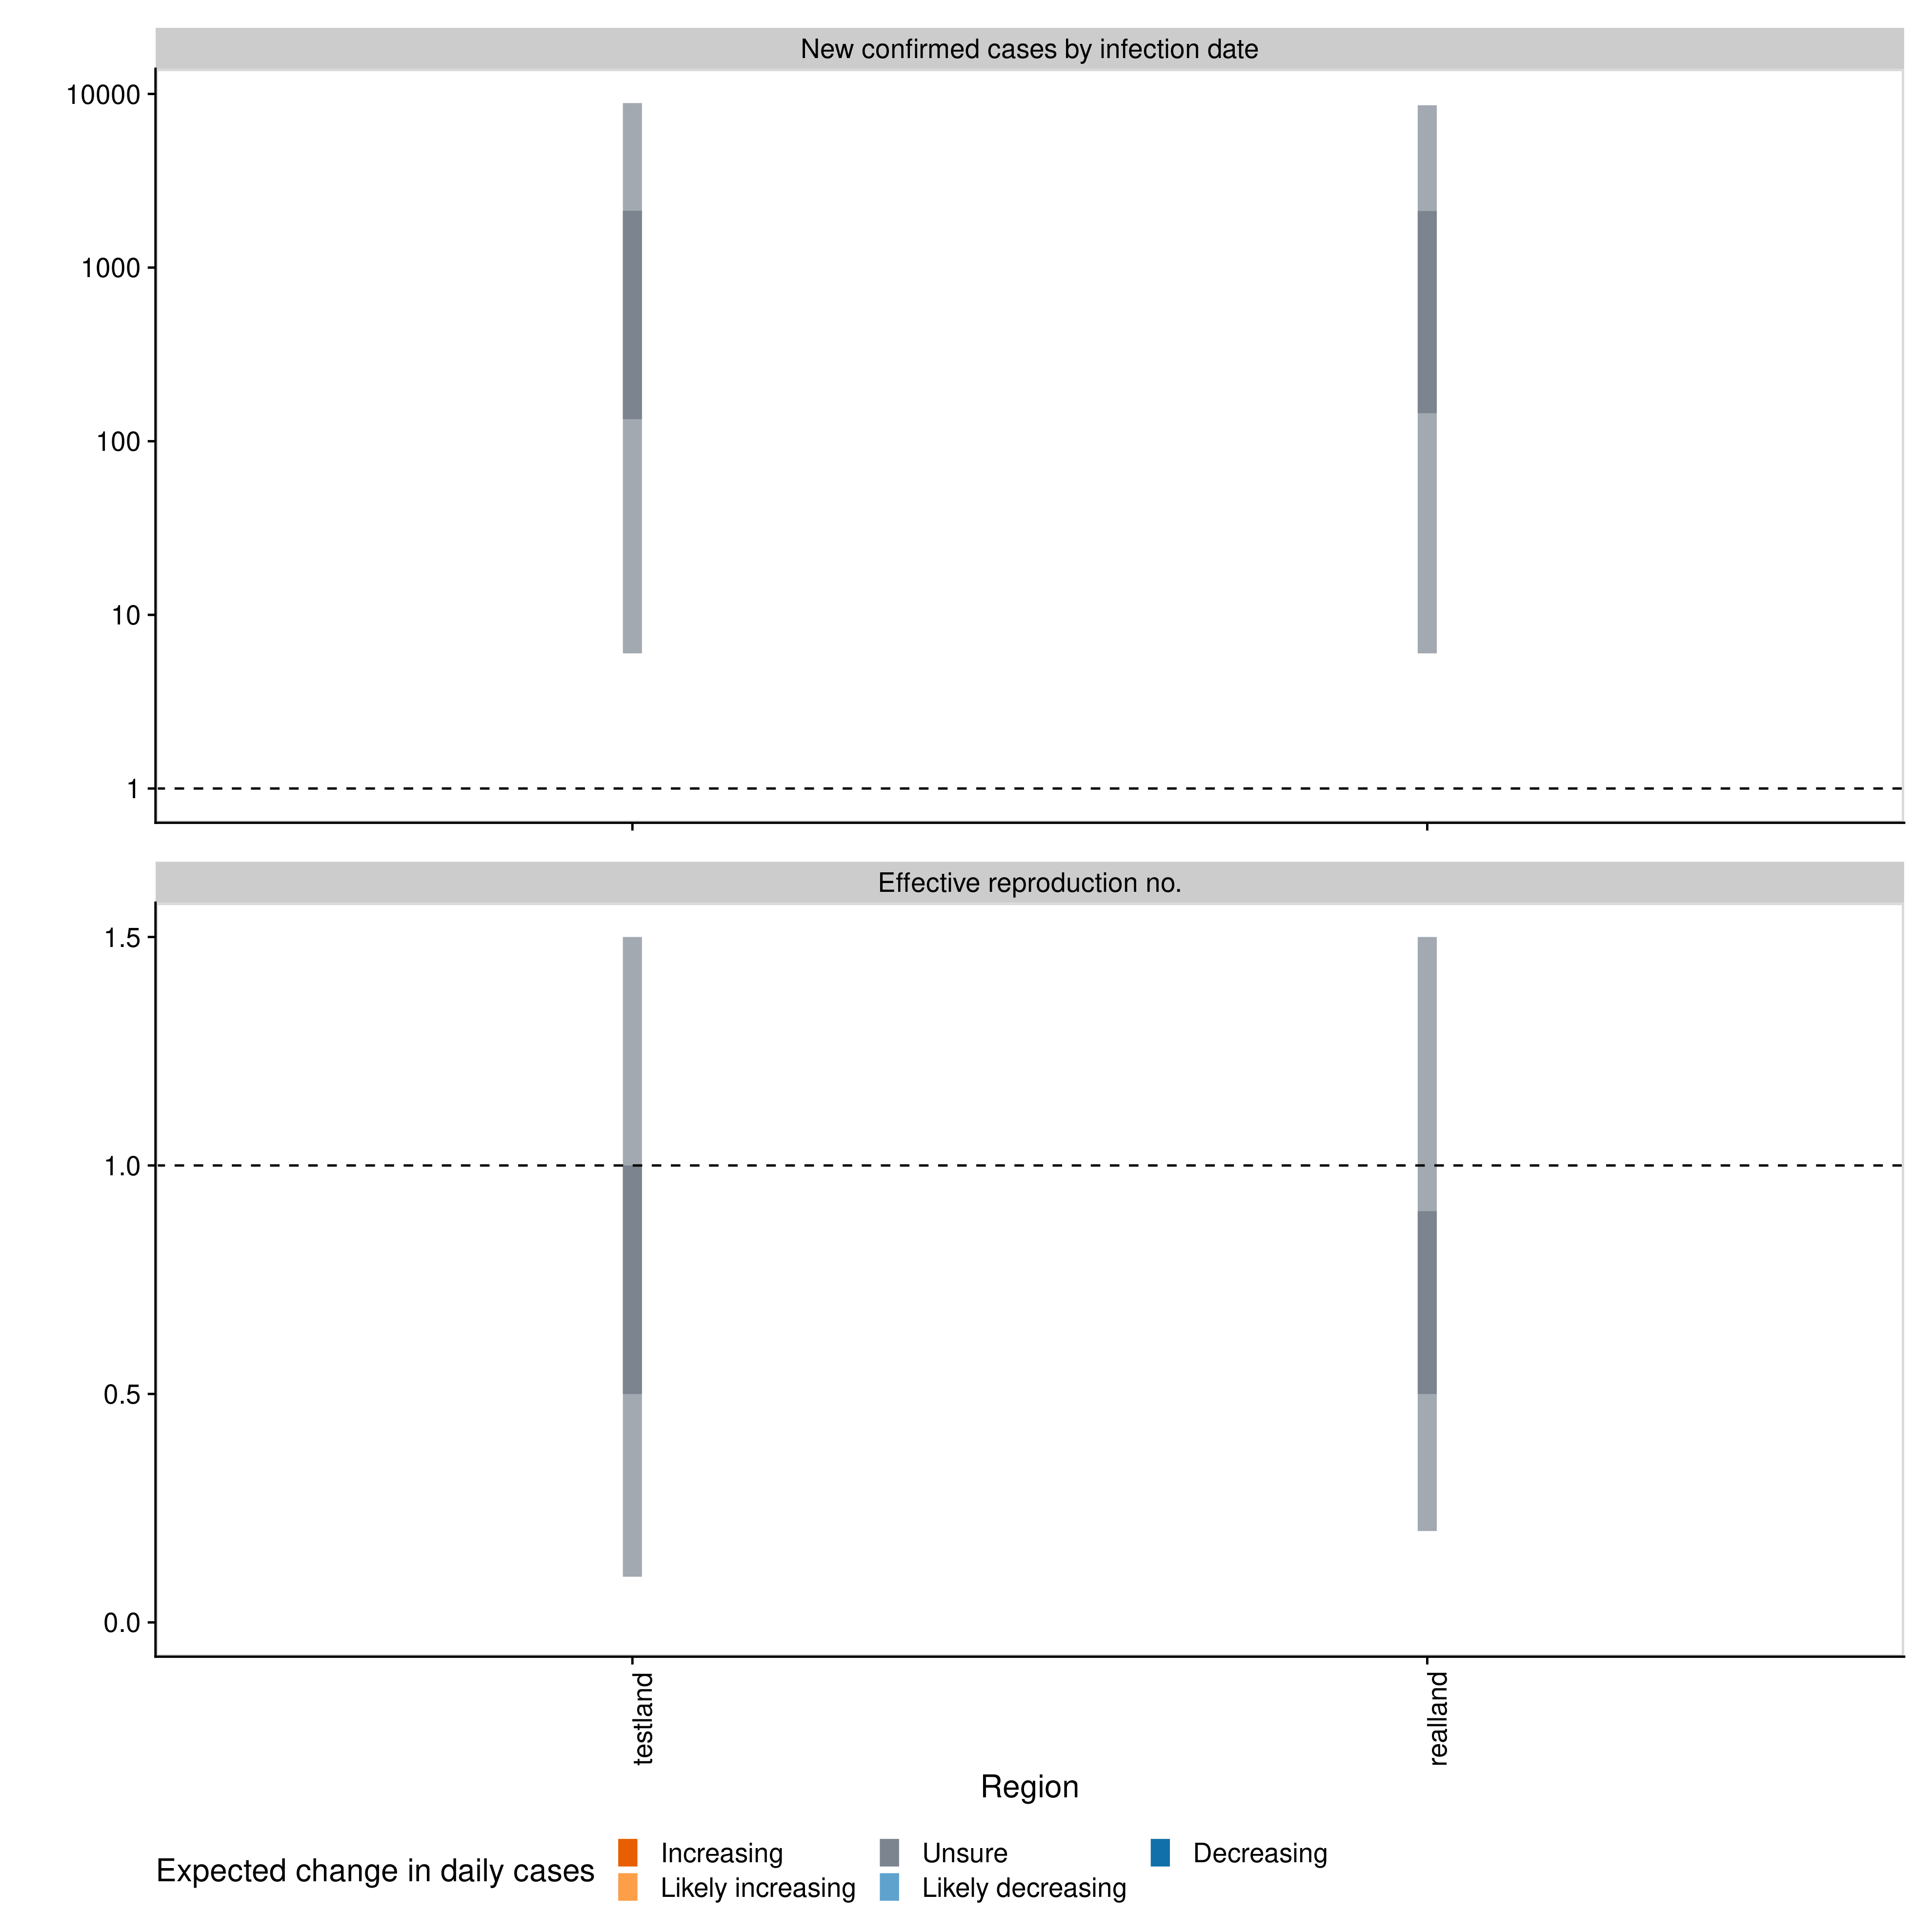 New confirmed cases by infection date
10000
1000
100
10
1
Effective reproduction no.
1.5
1.0
0.5
0.0
testland
realland
Region
Expected change in daily cases
Increasing
Unsure
Decreasing
Likely increasing
Likely decreasing